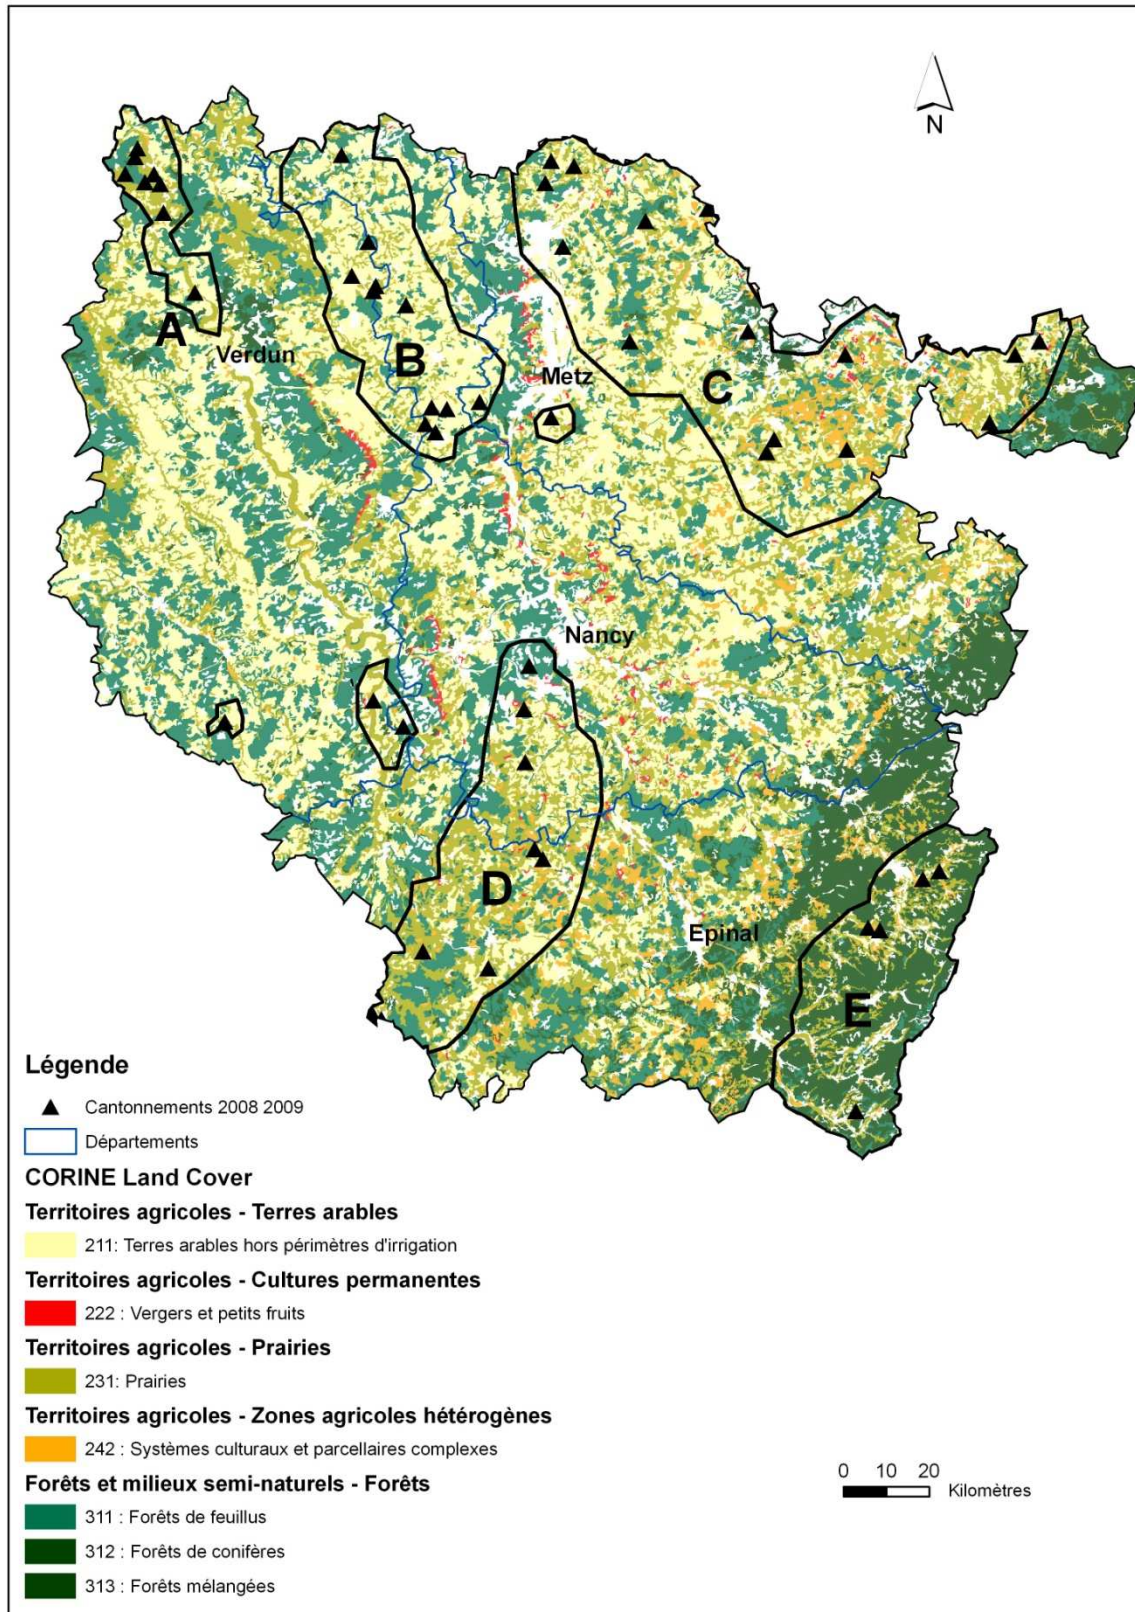 N
A
Verdun
B
Metz
C
Nancy
D
Epinal
E
Légende
Cantonnements 2008 2009
Départements
CORINE Land Cover
Territoires agricoles - Terres arables
211: Terres arables hors périmètres d'irrigation
Territoires agricoles - Cultures permanentes
222 : Vergers et petits fruits
Territoires agricoles - Prairies
231: Prairies
Territoires agricoles - Zones agricoles hétérogènes
242 : Systèmes culturaux et parcellaires complexes
Forêts et milieux semi-naturels - Forêts
311 : Forêts de feuillus
312 : Forêts de conifères
313 : Forêts mélangées
0 10 20
Kilomètres